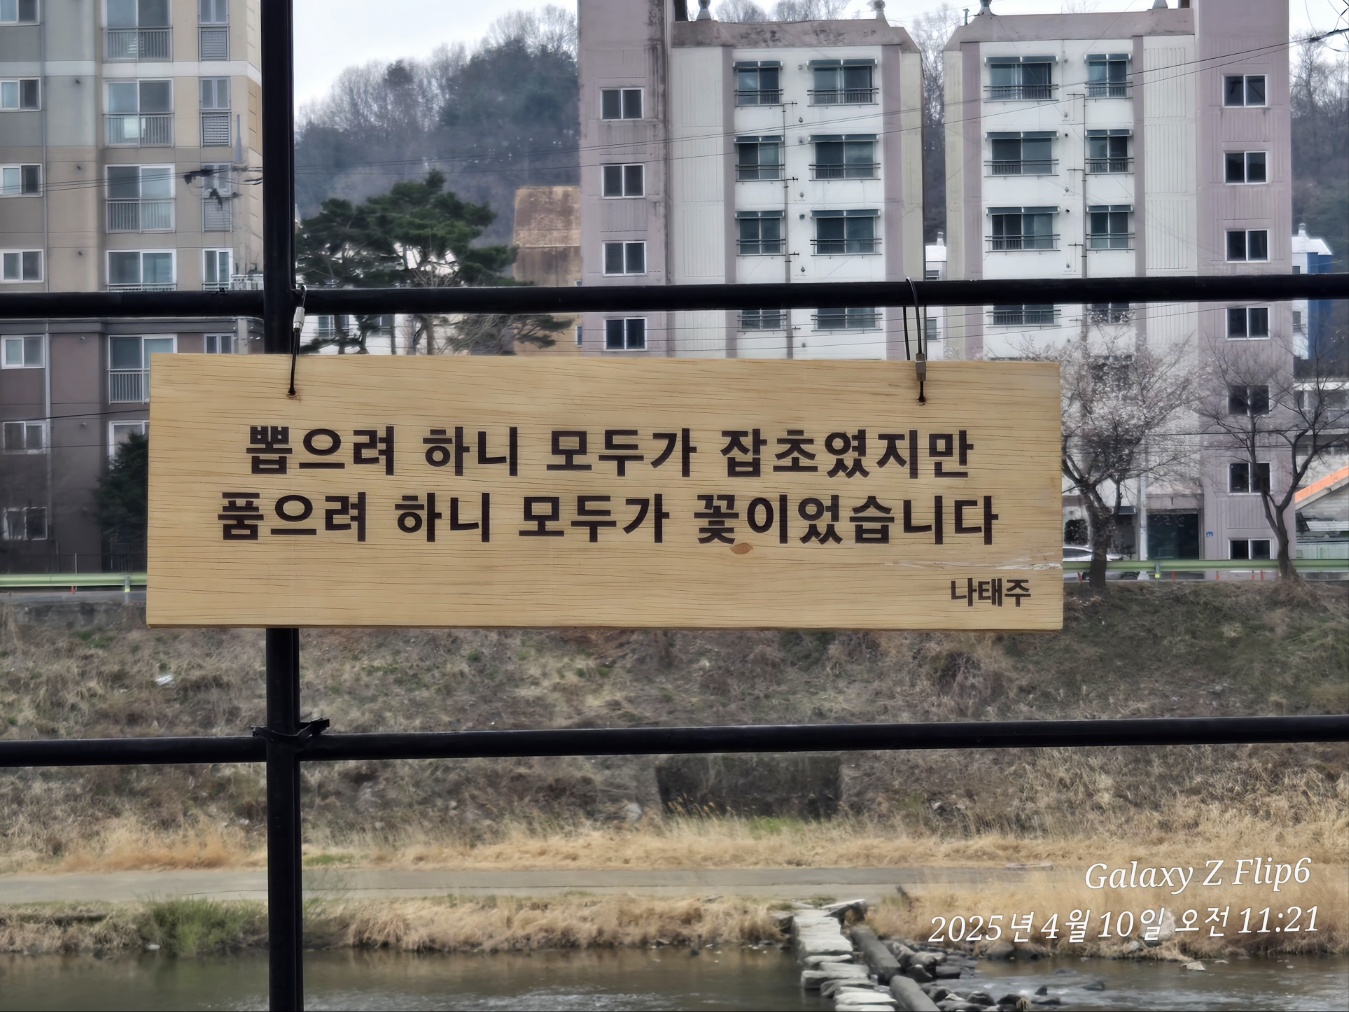 뽑으려 하니 모두가 잡초였지만
품으려 하니 모두가 꽃이었습니다
나태주
Galaxy Z Flip6
2025년 4월 10일 오전 11:21